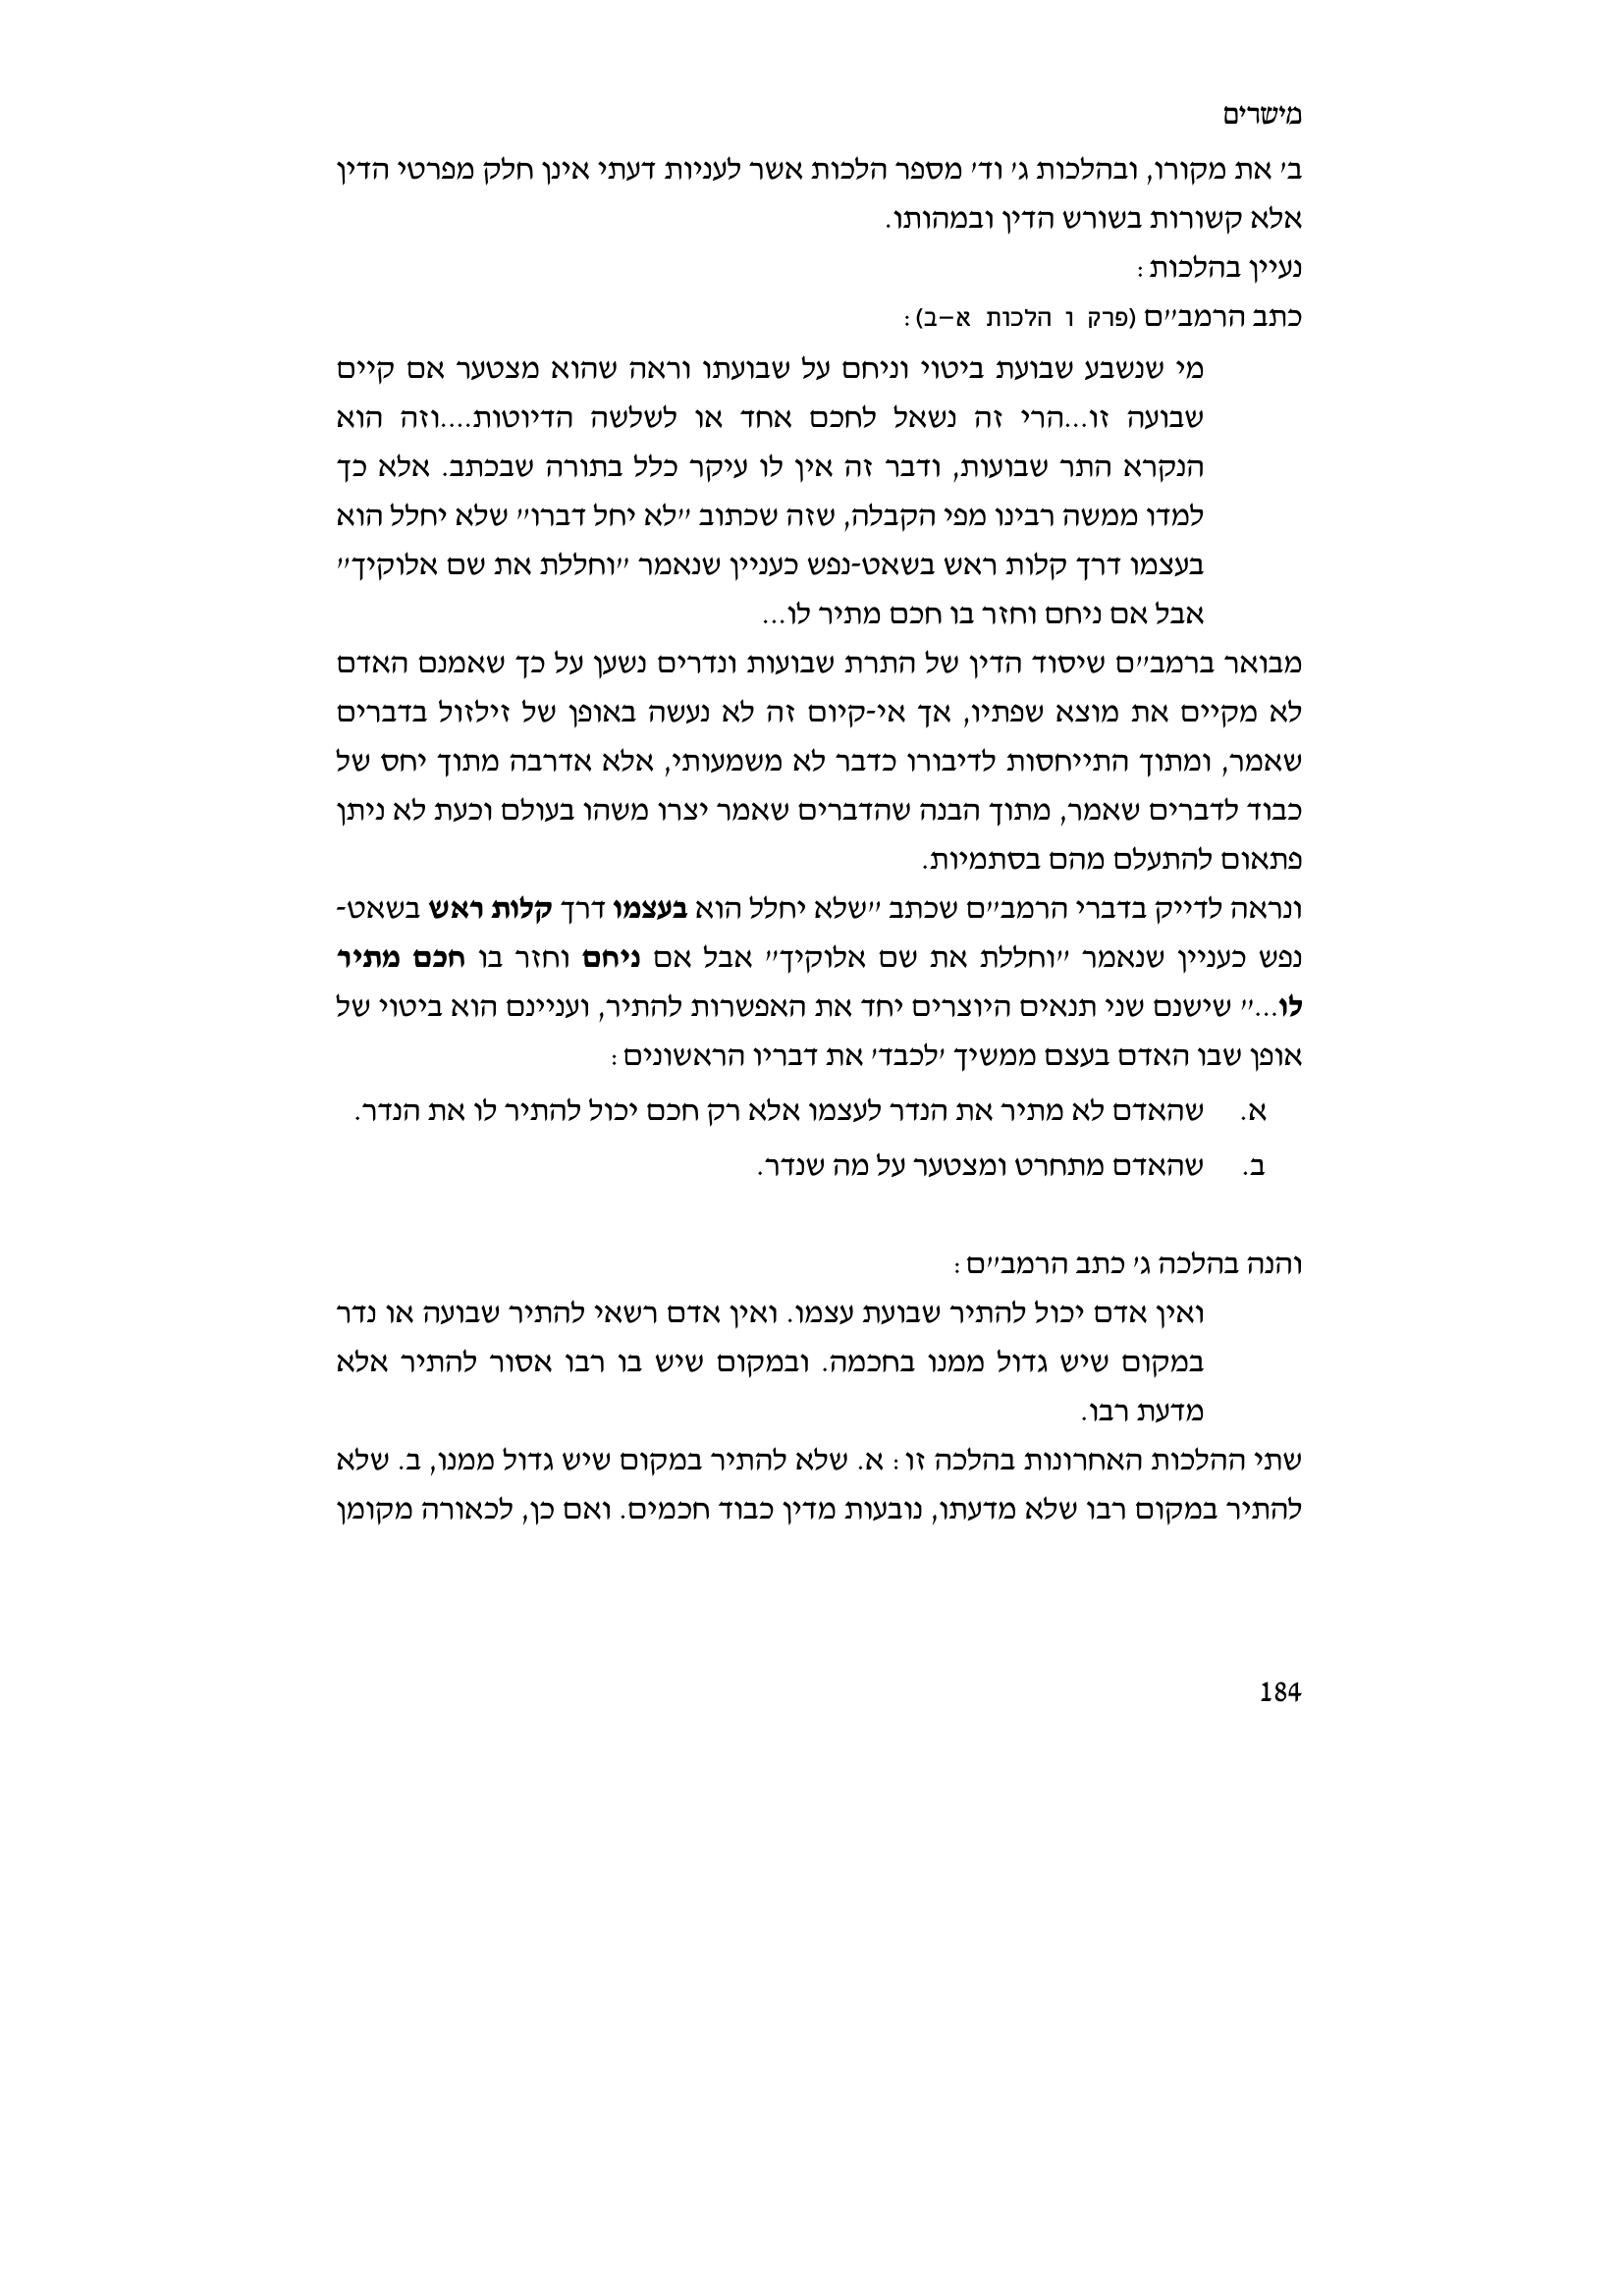 מישרים
ב' את מקורו, ובהלכות ג' וד' מספר הלכות אשר לעניות דעתי אינן חלק מפרטי הדין
אלא קשורות בשורש הדין ובמהותו.
נעיין בהלכות:
כתב הרמב"ם (פרק ו הלכות א–ב):
מי שנשבע שבועת ביטוי וניחם על שבועתו וראה שהוא מצטער אם קיים
שבועה זו...הרי זה נשאל לחכם אחד או לשלשה הדיוטות....וזה הוא
הנקרא התר שבועות, ודבר זה אין לו עיקר כלל בתורה שבכתב. אלא כך
למדו ממשה רבינו מפי הקבלה, שזה שכתוב "לא יחל דברו" שלא יחלל הוא
בעצמו דרך קלות ראש בשאט-נפש כעניין שנאמר "וחללת את שם אלוקיך"
אבל אם ניחם וחזר בו חכם מתיר לו...
מבואר ברמב"ם שיסוד הדין של התרת שבועות ונדרים נשען על כך שאמנם האדם
לא מקיים את מוצא שפתיו, אך אי-קיום זה לא נעשה באופן של זילזול בדברים
שאמר, ומתוך התייחסות לדיבורו כדבר לא משמעותי, אלא אדרבה מתוך יחס של
כבוד לדברים שאמר, מתוך הבנה שהדברים שאמר יצרו משהו בעולם וכעת לא ניתן
פתאום להתעלם מהם בסתמיות.
ונראה לדייק בדברי הרמב"ם שכתב "שלא יחלל הוא בעצמו דרך קלות ראש בשאט-
נפש כעניין שנאמר "וחללת את שם אלוקיך" אבל אם ניחם וחזר בו חכם מתיר
לו..." שישנם שני תנאים היוצרים יחד את האפשרות להתיר, ועניינם הוא ביטוי של
אופן שבו האדם בעצם ממשיך 'לכבד' את דבריו הראשונים:
א. שהאדם לא מתיר את הנדר לעצמו אלא רק חכם יכול להתיר לו את הנדר.
ב. שהאדם מתחרט ומצטער על מה שנדר.
והנה בהלכה ג' כתב הרמב"ם:
ואין אדם יכול להתיר שבועת עצמו. ואין אדם רשאי להתיר שבועה או נדר
במקום שיש גדול ממנו בחכמה. ובמקום שיש בו רבו אסור להתיר אלא
מדעת רבו.
שתי ההלכות האחרונות בהלכה זו: א. שלא להתיר במקום שיש גדול ממנו, ב. שלא
להתיר במקום רבו שלא מדעתו, נובעות מדין כבוד חכמים. ואם כן, לכאורה מקומן
184